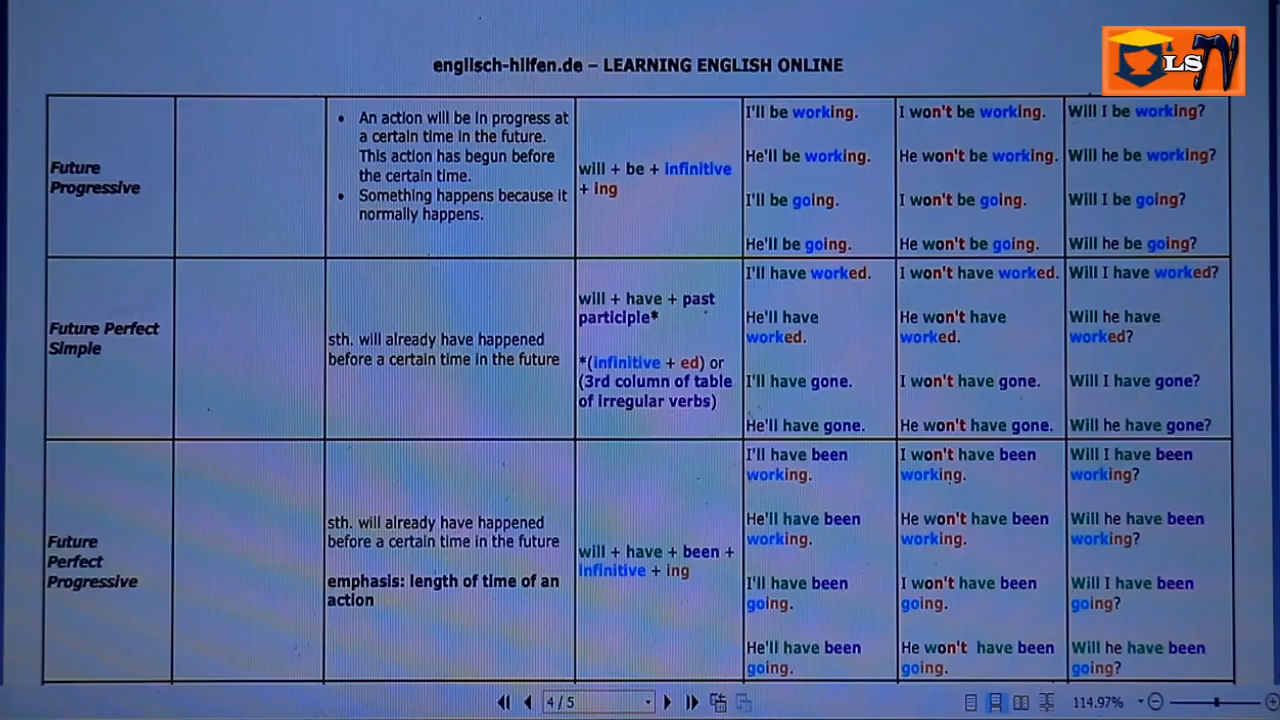 LS
englisch-hilfen.de – LEARNING ENGLISH ONLINE
Future
Progressive
• An action will be in progress at
a certain time in the future.
This action has begun before
the certain time.
• Something happens because it
normally happens.
will + be + infinitive
+ ing
I'll be working.
He'll be working.
I'll be going.
He'll be going.
I won't be working.
He won't be working.
I won't be going.
He won't be going.
Will I be working?
Will he be working?
Will I be going?
Will he be going?
Future Perfect
Simple
sth. will already have happened
before a certain time in the future
will + have + past
participle*
*(infinitive + ed) or
(3rd column of table
of irregular verbs)
I'll have worked.
He'll have
worked.
I'll have gone.
He'll have gone.
I won't have worked.
He won't have
worked.
I won't have gone.
He won't have gone.
Will I have worked?
Will he have
worked?
Will I have gone?
Will he have gone?
Future
Perfect
Progressive
sth. will already have happened
before a certain time in the future
emphasis: length of time of an
action
will + have + been +
infinitive + ing
I'll have been
working.
He'll have been
working.
I'll have been
going.
He'll have been
going.
I won't have been
working.
He won't have been
working.
I won't have been
going.
He won't have been
going.
Will I have been
working?
Will he have been
working?
Will I have been
going?
Will he have been
going?
4 / 5
114.97%